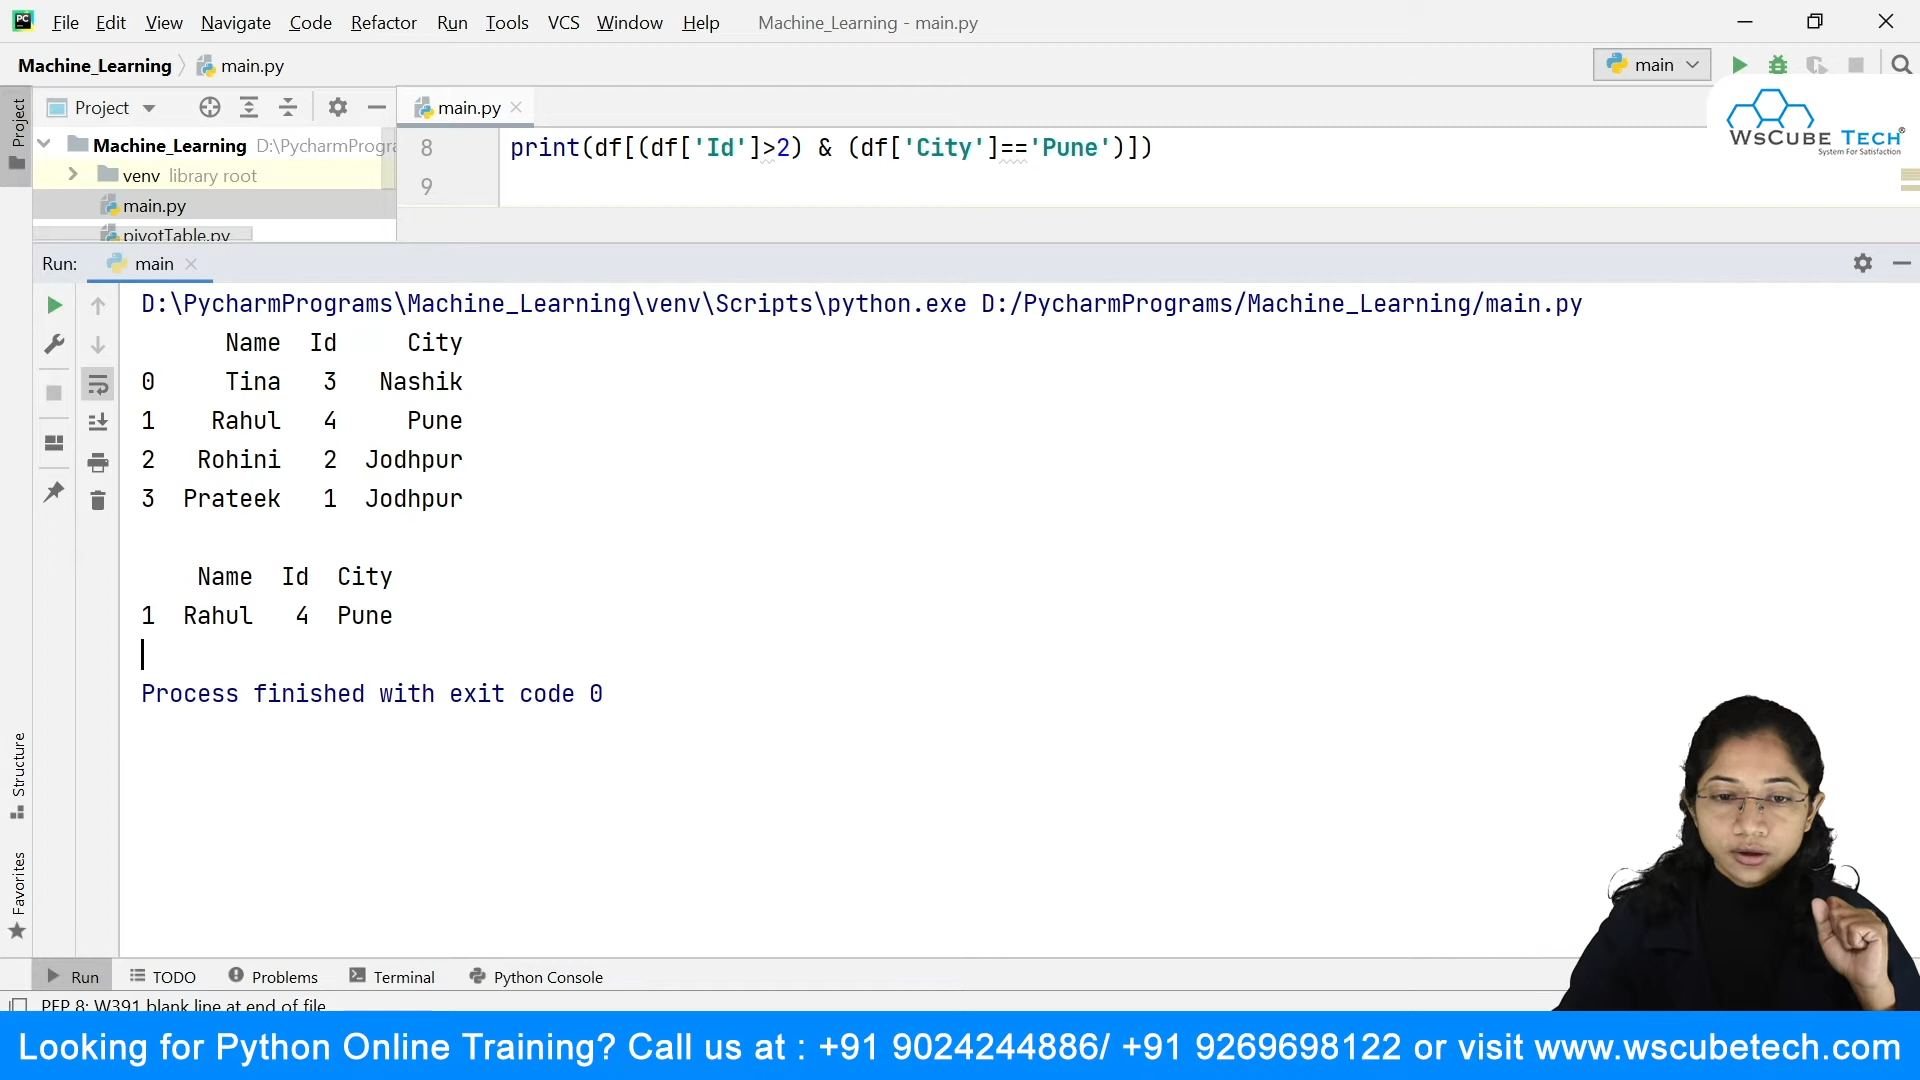 File Edit View Navigate Code Refactor Run Tools VCS Window Help Machine_Learning - main.py
Machine_Learning main.py main
Project main.py
Project
Machine_Learning D:\PycharmProgra
venv library root
main.py
pivotTable.py
8 print(df[(df['Id']>2) & (df['City']=='Pune')])
9
WsCube Tech®
System For Satisfaction
Run: main
D:\PycharmPrograms\Machine_Learning\venv\Scripts\python.exe D:/PycharmPrograms/Machine_Learning/main.py
Name Id City
0 Tina 3 Nashik
1 Rahul 4 Pune
2 Rohini 2 Jodhpur
3 Prateek 1 Jodhpur
Name Id City
1 Rahul 4 Pune
Process finished with exit code 0
Structure
Favorites
Run TODO Problems Terminal Python Console
PEP 8: W391 blank line at end of file
Looking for Python Online Training? Call us at : +91 9024244886/ +91 9269698122 or visit www.wscubetech.com